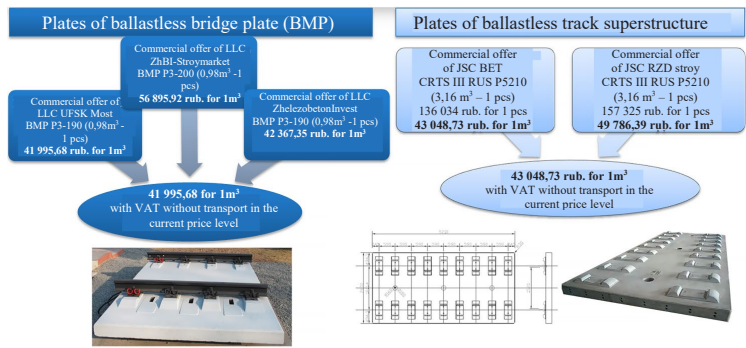 Plates of ballastless bridge plate (BMP)
Commercial offer of LLC
ZhBI-Stroymarket
BMP P3-200 (0,98m³ -1
pcs)
56 895,92 rub. for 1m³
Commercial offer of
LLC UFSK Most
BMP P3-190 (0,98m³ -
1 pcs)
41 995,68 rub. for 1m³
Commercial offer of LLC
ZhelezobetonInvest
BMP P3-190 (0,98m³ -1 pcs)
42 367,35 rub. for 1m³
41 995,68 for 1m³
with VAT without transport in the
current price level
Plates of ballastless track superstructure
Commercial offer
of JSC BET
CRTS III RUS P5210
(3,16 m³ – 1 pcs)
136 034 rub. for 1 pcs
43 048,73 rub. for 1m³
Commercial offer
of JSC RZD stroy
CRTS III RUS P5210
(3,16 m³ – 1 pcs)
157 325 rub. for 1 pcs
49 786,39 rub. for 1m³
43 048,73 rub. for 1m³
with VAT without transport in the
current price level